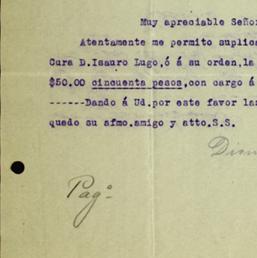 Muy apreciable Señor
Atentamente me permito suplica
Cura D.Isauro Lugo,ó á su orden,la
$50.00 cincuenta pesos,con cargo á
------Dando á Ud.por este favor las
quedo su afmo.amigo y atto.S.S.
Pagº